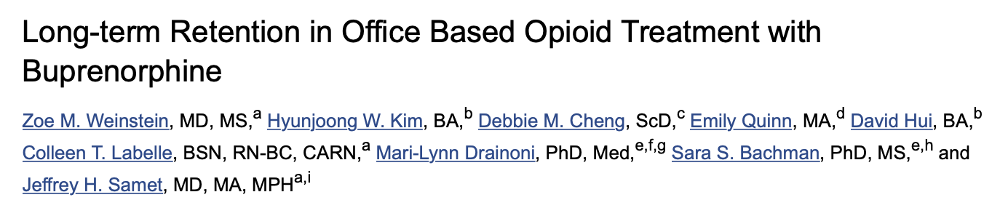 Long-term Retention in Office Based Opioid Treatment with
Buprenorphine
Zoe M. Weinstein, MD, MS,a Hyunjoong W. Kim, BA,b Debbie M. Cheng, ScD,c Emily Quinn, MA,d David Hui, BA,b
Colleen T. Labelle, BSN, RN-BC, CARN,a Mari-Lynn Drainoni, PhD, Med,e,f,g Sara S. Bachman, PhD, MS,e,h and
Jeffrey H. Samet, MD, MA, MPHa,i